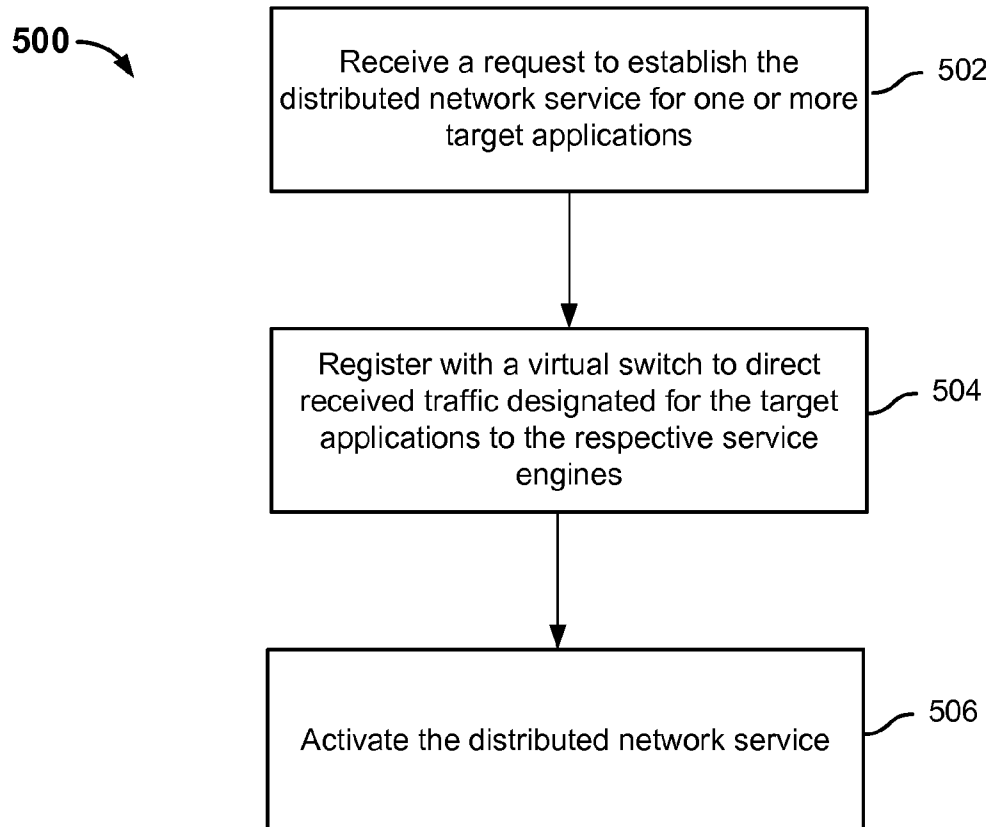 500
Receive a request to establish the
distributed network service for one or more
target applications
502
Register with a virtual switch to direct
received traffic designated for the target
applications to the respective service
engines
504
Activate the distributed network service
506